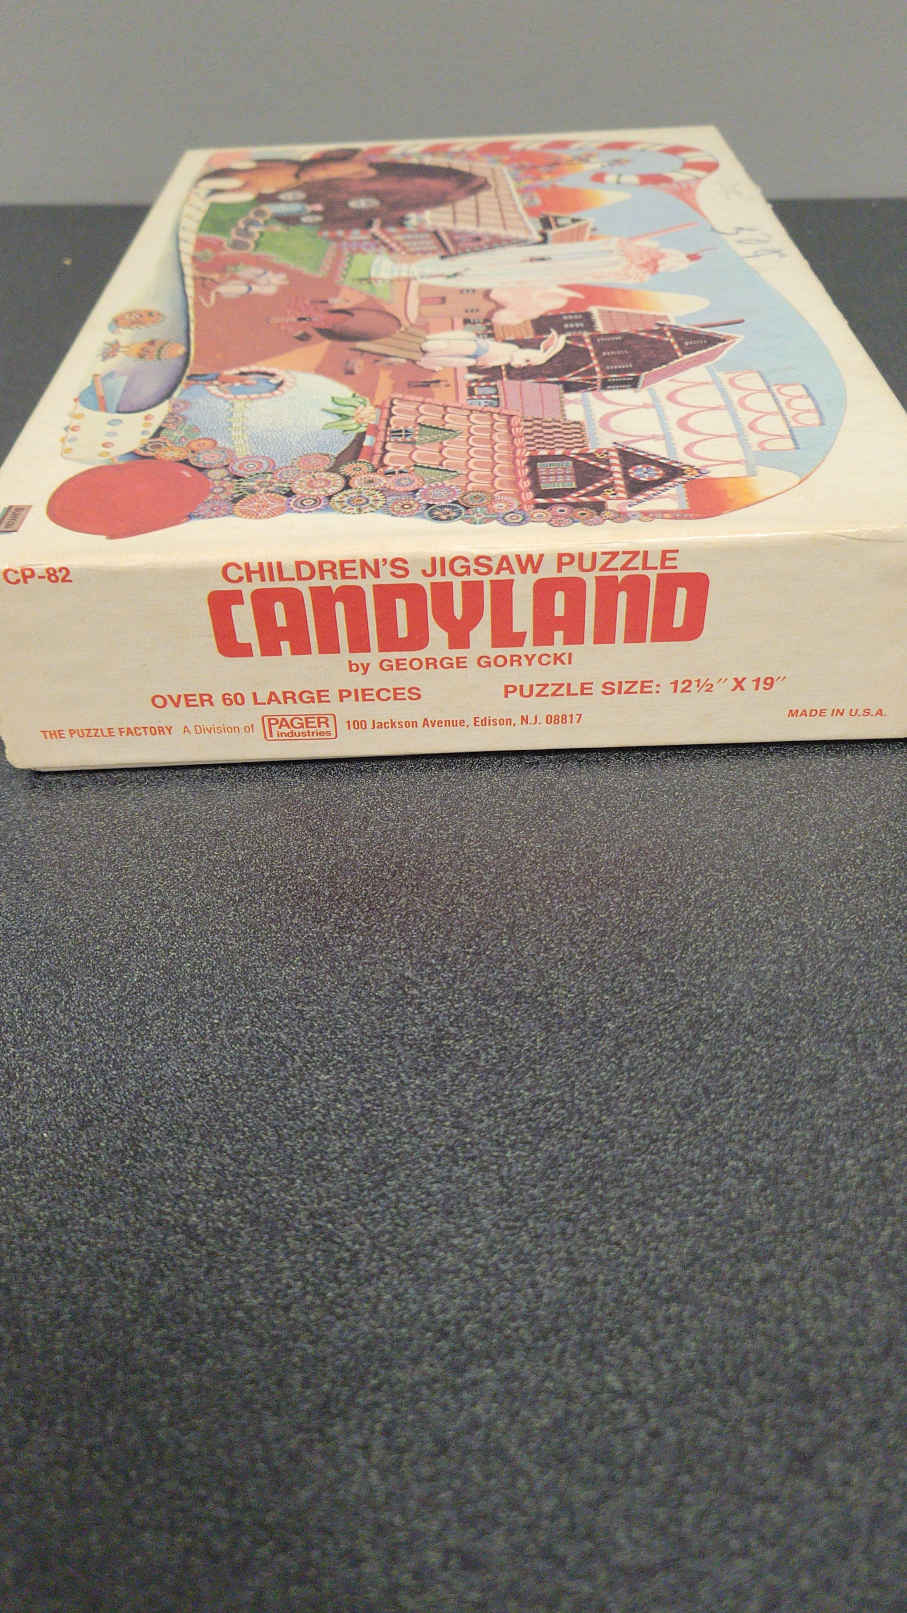 CP-82
CHILDREN'S JIGSAW PUZZLE
CANDYLAND
by GEORGE GORYCKI
OVER 60 LARGE PIECES PUZZLE SIZE: 12½″ X 19″
THE PUZZLE FACTORY A Division of PAGER industries 100 Jackson Avenue, Edison, N.J. 08817
MADE IN U.S.A.